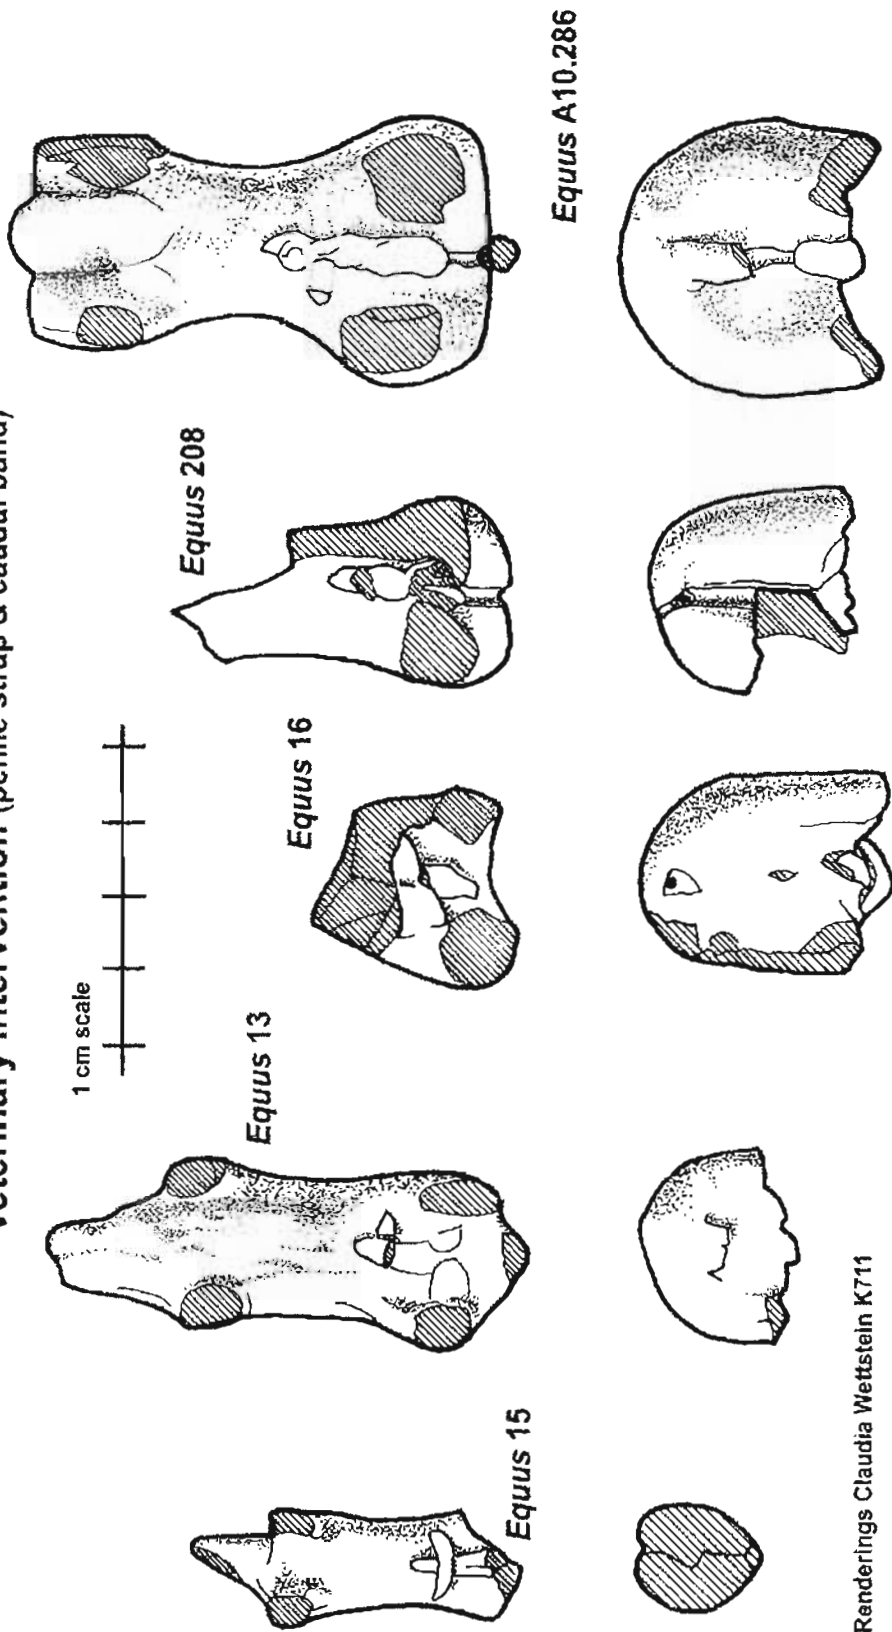 Veterinary Intervention (penile strap & caudal band)
1 cm scale
Equus 15
Equus 13
Equus 16
Equus 208
Equus A10.286
Renderings Claudia Wettstein K711